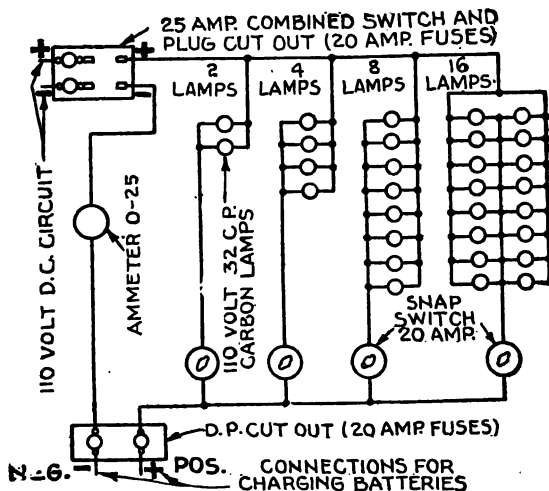 25 AMP. COMBINED SWITCH AND
PLUG CUT OUT (20 AMP. FUSES)
+ +
- -
2
LAMPS
4
LAMPS
8
LAMPS
16
LAMPS.
110 VOLT D.C. CIRCUIT
AMMETER 0-25
110 VOLT 32 C.P.
CARBON LAMPS
SNAP
SWITCH
20 AMP.
D.P. CUT OUT (20 AMP. FUSES)
N-G. - + POS.
CONNECTIONS FOR
CHARGING BATTERIES